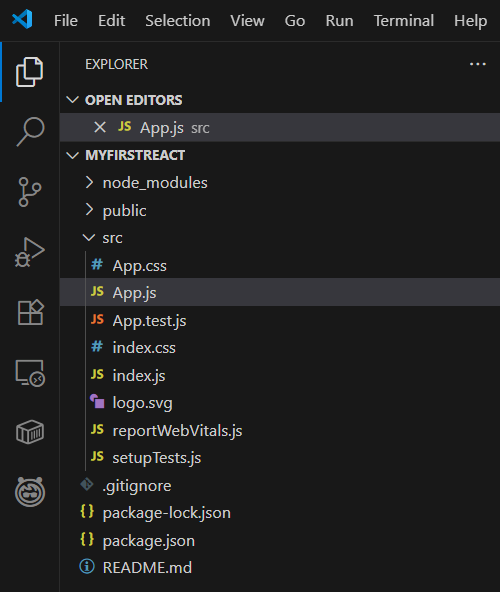 File Edit Selection View Go Run Terminal Help
EXPLORER
OPEN EDITORS
JS App.js src
MYFIRSTREACT
node_modules
public
src
# App.css
JS App.js
JS App.test.js
# index.css
JS index.js
logo.svg
JS reportWebVitals.js
JS setupTests.js
.gitignore
{} package-lock.json
{} package.json
README.md